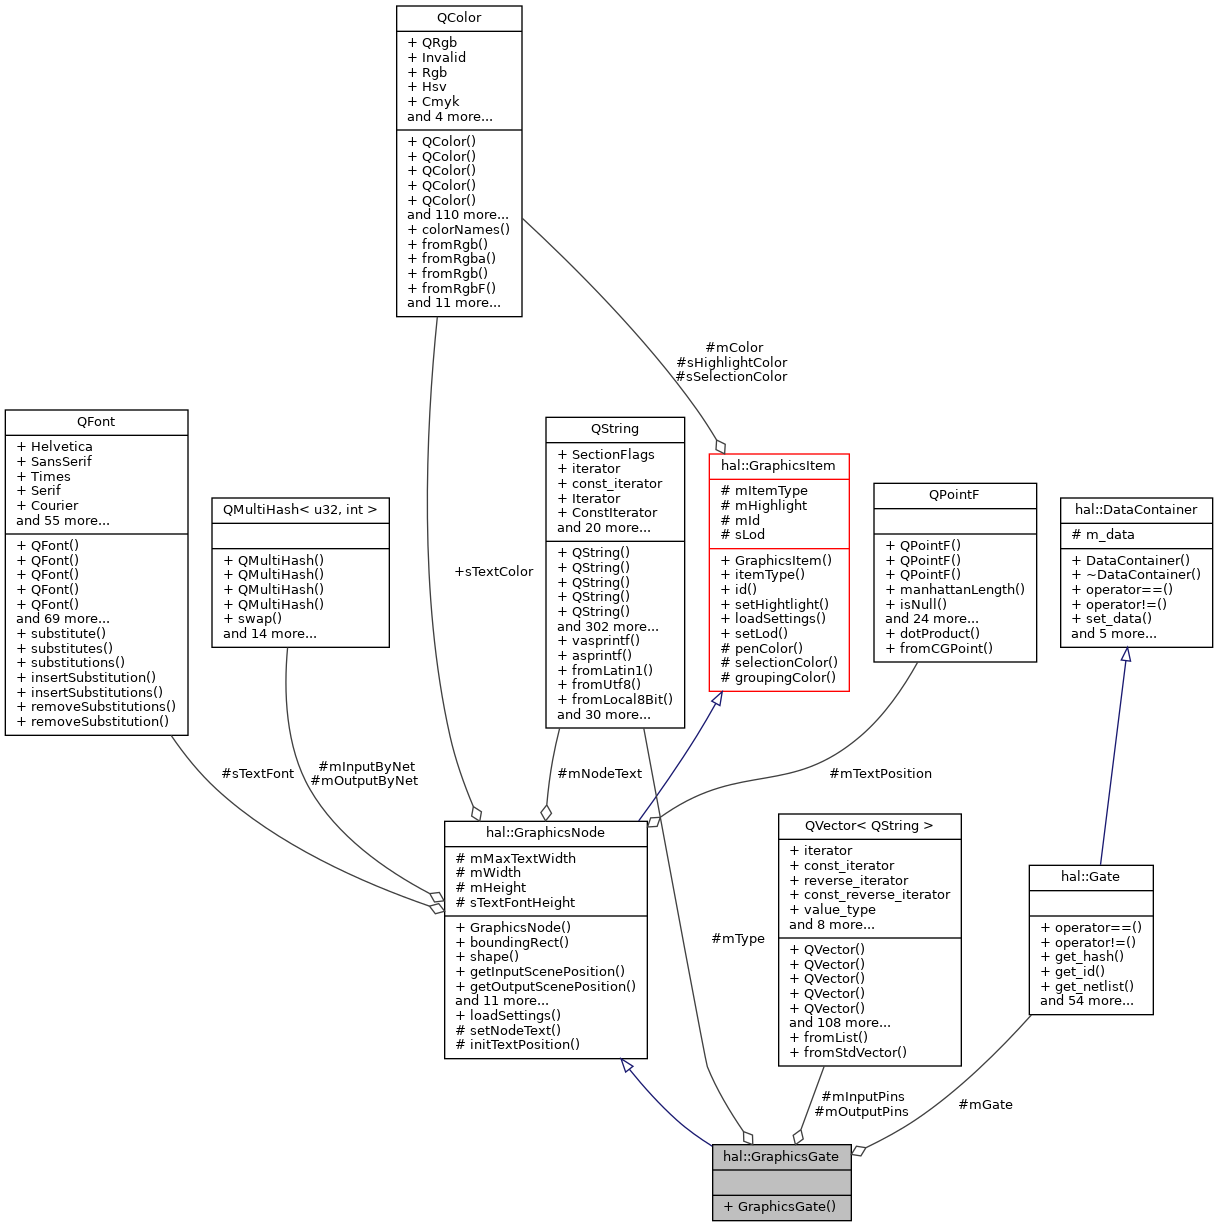 QColor
+ QRgb
+ Invalid
+ Rgb
+ Hsv
+ Cmyk
and 4 more...
+ QColor()
+ QColor()
+ QColor()
+ QColor()
+ QColor()
and 110 more...
+ colorNames()
+ fromRgb()
+ fromRgba()
+ fromRgb()
+ fromRgbF()
and 11 more...
#mColor
#sHighlightColor
#sSelectionColor
QFont
+ Helvetica
+ SansSerif
+ Times
+ Serif
+ Courier
and 55 more...
+ QFont()
+ QFont()
+ QFont()
+ QFont()
+ QFont()
and 69 more...
+ substitute()
+ substitutes()
+ substitutions()
+ insertSubstitution()
+ insertSubstitutions()
+ removeSubstitutions()
+ removeSubstitution()
QMultiHash< u32, int >
+ QMultiHash()
+ QMultiHash()
+ QMultiHash()
+ QMultiHash()
+ swap()
and 14 more...
+sTextColor
QString
+ SectionFlags
+ iterator
+ const_iterator
+ Iterator
+ ConstIterator
and 20 more...
+ QString()
+ QString()
+ QString()
+ QString()
+ QString()
and 302 more...
+ vasprintf()
+ asprintf()
+ fromLatin1()
+ fromUtf8()
+ fromLocal8Bit()
and 30 more...
hal::GraphicsItem
# mItemType
# mHighlight
# mId
# sLod
+ GraphicsItem()
+ itemType()
+ id()
+ setHightlight()
+ loadSettings()
+ setLod()
# penColor()
# selectionColor()
# groupingColor()
QPointF
+ QPointF()
+ QPointF()
+ QPointF()
+ manhattanLength()
+ isNull()
and 24 more...
+ dotProduct()
+ fromCGPoint()
hal::DataContainer
# m_data
+ DataContainer()
+ ~DataContainer()
+ operator==()
+ operator!=()
+ set_data()
and 5 more...
#sTextFont
#mInputByNet
#mOutputByNet
#mNodeText
#mTextPosition
hal::GraphicsNode
# mMaxTextWidth
# mWidth
# mHeight
# sTextFontHeight
+ GraphicsNode()
+ boundingRect()
+ shape()
+ getInputScenePosition()
+ getOutputScenePosition()
and 11 more...
+ loadSettings()
# setNodeText()
# initTextPosition()
#mType
QVector< QString >
+ iterator
+ const_iterator
+ reverse_iterator
+ const_reverse_iterator
+ value_type
and 8 more...
+ QVector()
+ QVector()
+ QVector()
+ QVector()
+ QVector()
and 108 more...
+ fromList()
+ fromStdVector()
hal::Gate
+ operator==()
+ operator!=()
+ get_hash()
+ get_id()
+ get_netlist()
and 54 more...
#mInputPins
#mOutputPins
#mGate
hal::GraphicsGate
+ GraphicsGate()